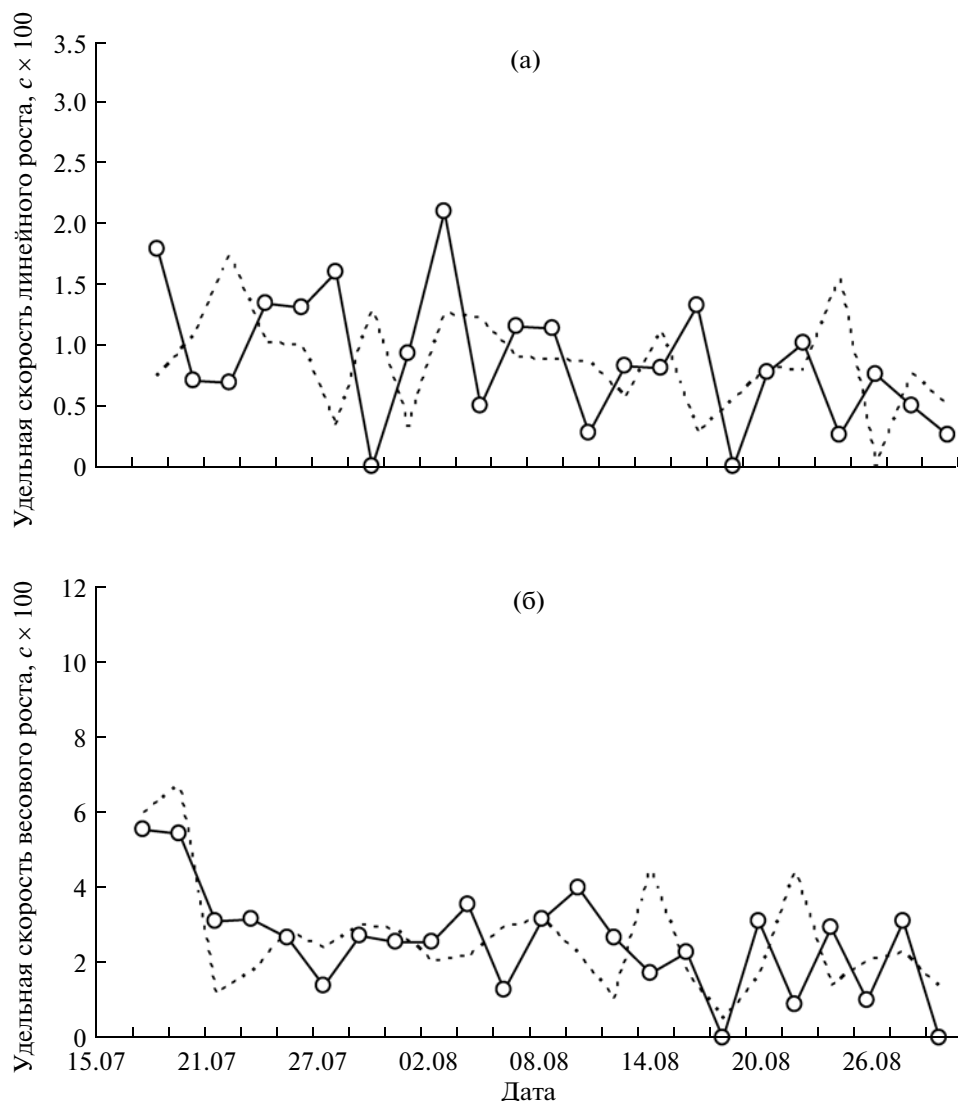 (а)
Удельная скорость линейного роста, c × 100
3.5
3.0
2.5
2.0
1.5
1.0
0.5
0
(б)
Удельная скорость весового роста, c × 100
12
10
8
6
4
2
0
15.07 21.07 27.07 02.08 08.08 14.08 20.08 26.08
Дата